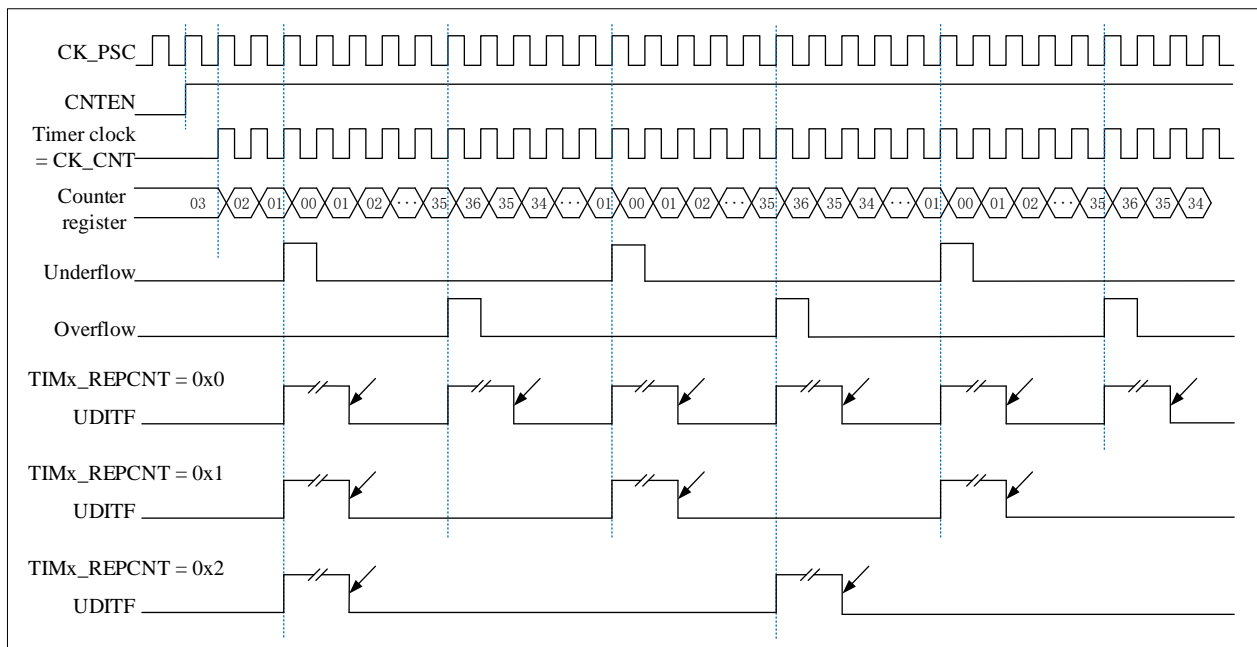 CK_PSC
CNTEN
Timer clock
= CK_CNT
Counter
register
03 02 01 00 01 02 ··· 35 36 35 34 ··· 01 00 01 02 ··· 35 36 35 34 ··· 01 00 01 02 ··· 35 36 35 34
Underflow
Overflow
TIMx_REPCNT = 0x0
UDITF
TIMx_REPCNT = 0x1
UDITF
TIMx_REPCNT = 0x2
UDITF